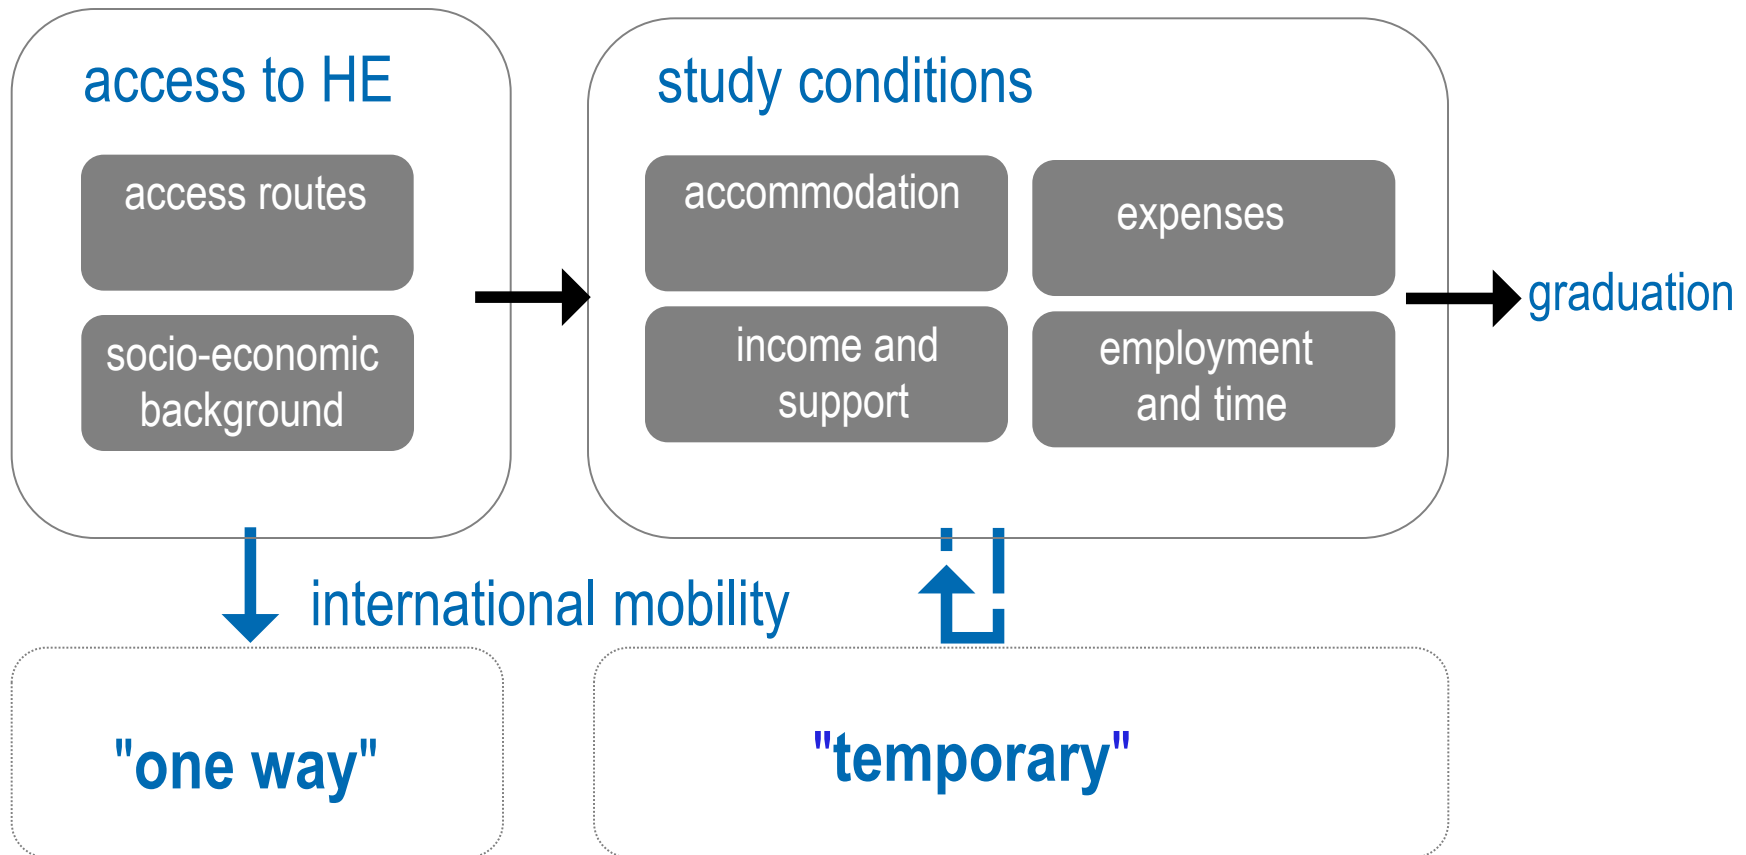 access to HE
access routes
socio-economic
background
study conditions
accommodation
expenses
income and
support
employment
and time
graduation
international mobility
"one way"
"temporary"